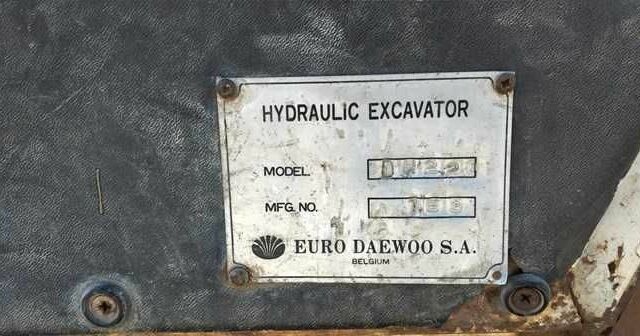 HYDRAULIC EXCAVATOR
MODEL
MFG. NO.
EURO DAEWOO S.A.
BELGIUM